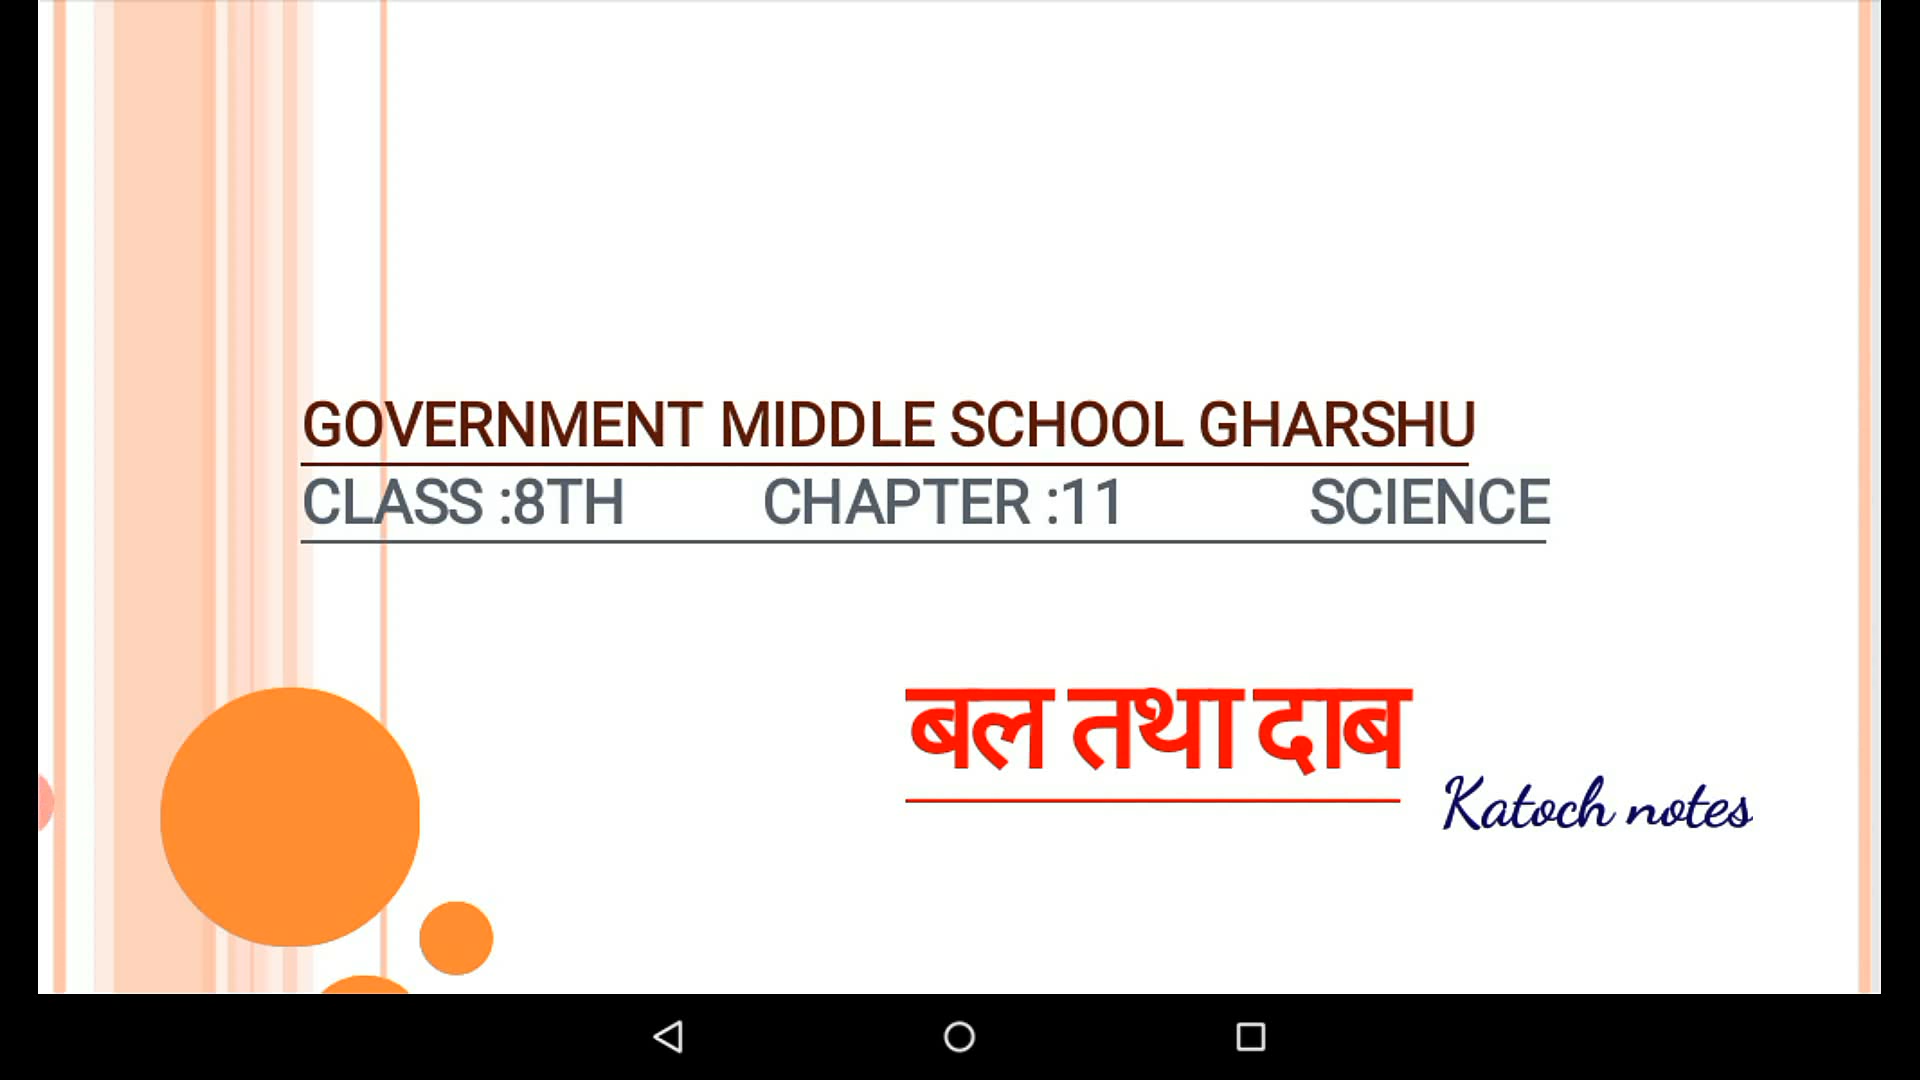 GOVERNMENT MIDDLE SCHOOL GHARSHU
CLASS :8TH CHAPTER :11 SCIENCE
बल तथा दाब
Katoch notes